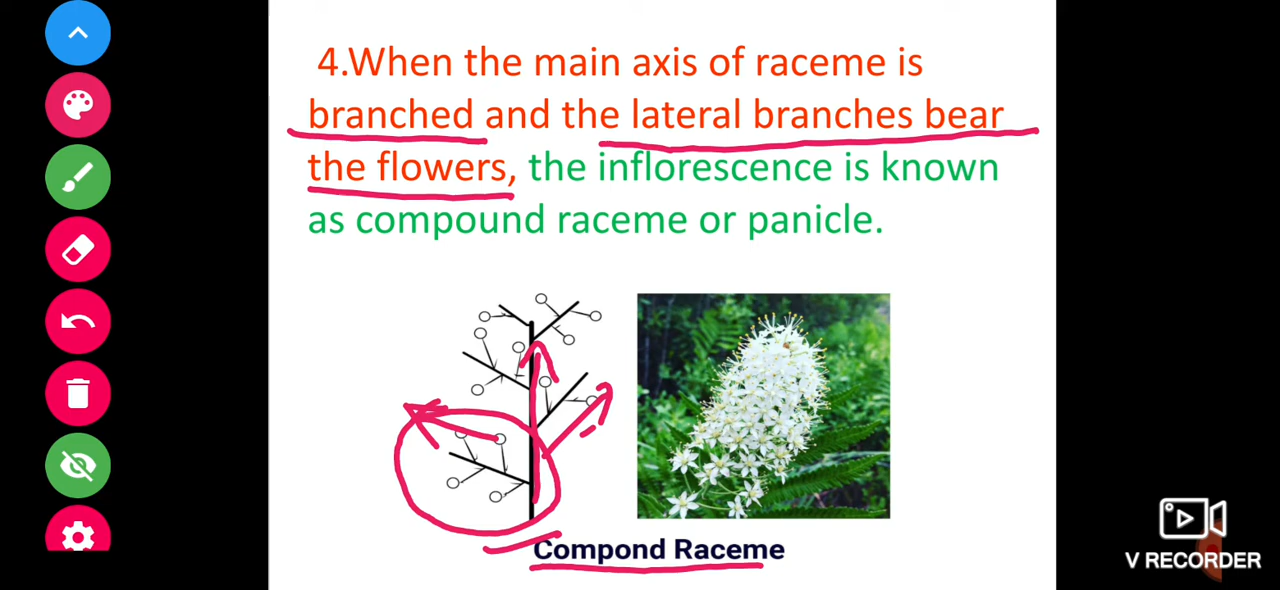 4.When the main axis of raceme is
branched and the lateral branches bear
the flowers, the inflorescence is known
as compound raceme or panicle.
Compond Raceme
V RECORDER